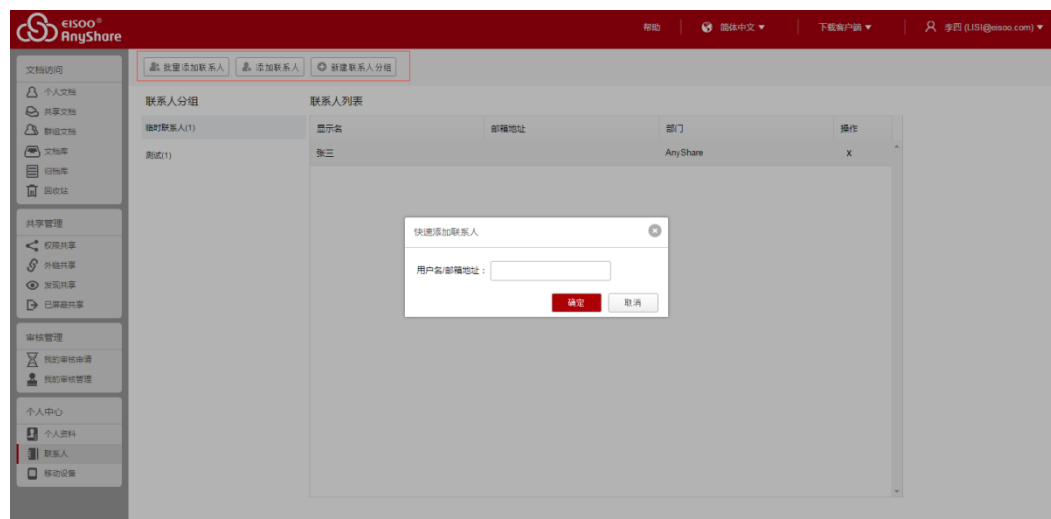 EISOO®
AnyShare
帮助
简体中文 ▼
下载客户端 ▼
李四 (LISI@eisoo.com) ▼
文档访问
个人文档
共享文档
群组文档
文档库
归档库
回收站
共享管理
权限共享
外链共享
发现共享
已屏蔽共享
审核管理
我的审核申请
我的审核管理
个人中心
个人资料
联系人
移动设备
批量添加联系人
添加联系人
新建联系人分组
联系人分组
临时联系人(1)
测试(1)
联系人列表
显示名 邮箱地址 部门 操作
张三 AnyShare X
快速添加联系人
用户名/邮箱地址：
确定 取消